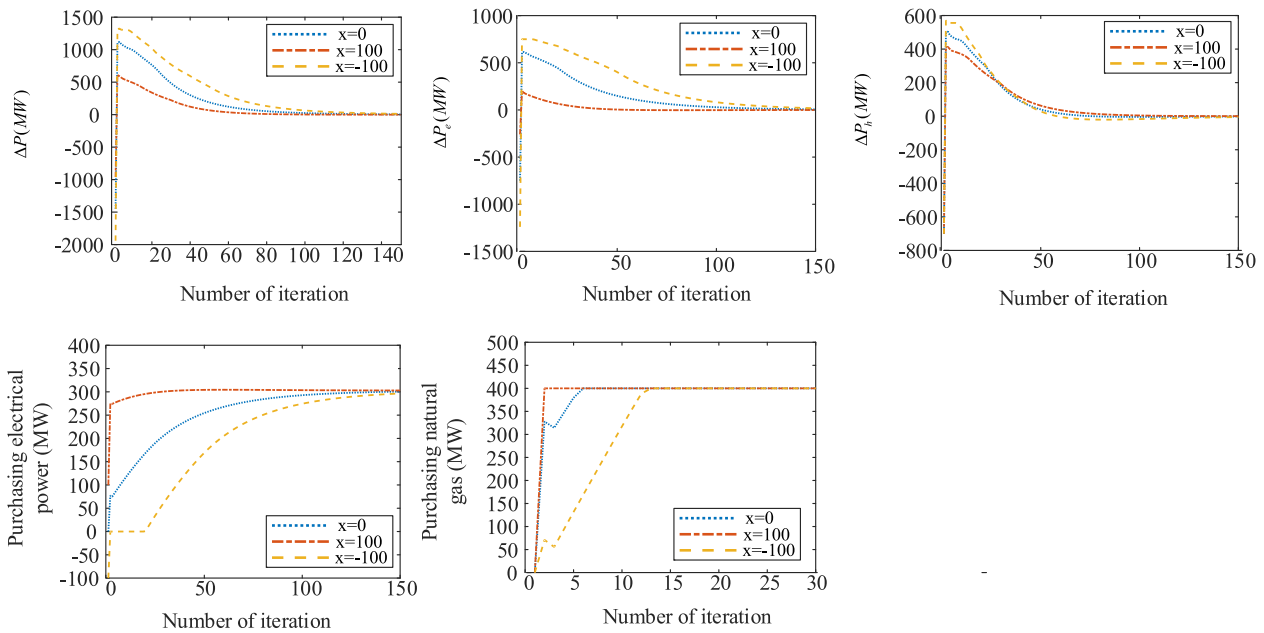 ΔP(MW)
1500
1000
500
0
-500
-1000
-1500
-2000
0 20 40 60 80 100 120 140
Number of iteration
x=0
x=100
x=-100
ΔPe(MW)
1000
500
0
-500
-1000
-1500
0 50 100 150
Number of iteration
x=0
x=100
x=-100
ΔPh(MW)
600
400
200
0
-200
-400
-600
-800
0 50 100 150
Number of iteration
x=0
x=100
x=-100
Purchasing electrical
power (MW)
400
350
300
250
200
150
100
50
0
-50
-100
0 50 100 150
Number of iteration
x=0
x=100
x=-100
Purchasing natural
gas (MW)
500
450
400
350
300
250
200
150
100
50
0
0 5 10 15 20 25 30
Number of iteration
x=0
x=100
x=-100
-